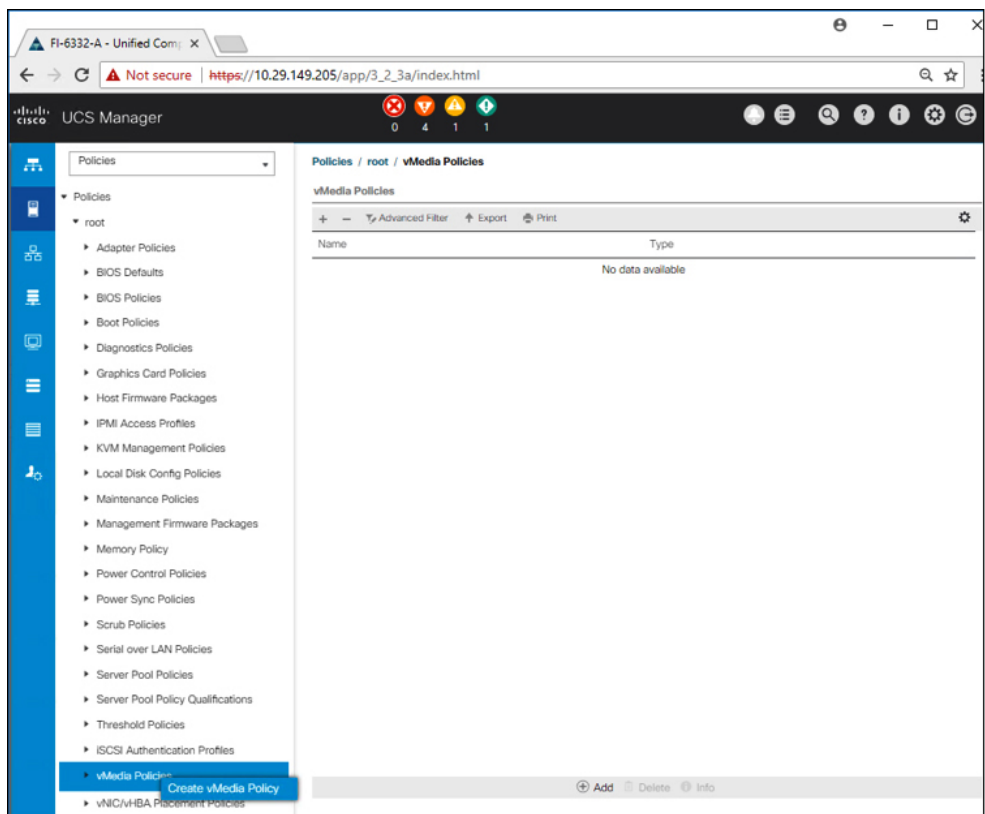 FI-6332-A - Unified Com
Not secure | https://10.29.149.205/app/3_2_3a/index.html
CISCO UCS Manager
0 4 1 1
Policies
Policies / root / vMedia Policies
vMedia Policies
+ − Advanced Filter Export Print
Name Type
No data available
Policies
root
Adapter Policies
BIOS Defaults
BIOS Policies
Boot Policies
Diagnostics Policies
Graphics Card Policies
Host Firmware Packages
IPMI Access Profiles
KVM Management Policies
Local Disk Config Policies
Maintenance Policies
Management Firmware Packages
Memory Policy
Power Control Policies
Power Sync Policies
Scrub Policies
Serial over LAN Policies
Server Pool Policies
Server Pool Policy Qualifications
Threshold Policies
iSCSI Authentication Profiles
vMedia Policies
Create vMedia Policy
vNIC/vHBA Placement Policies
Add Delete Info